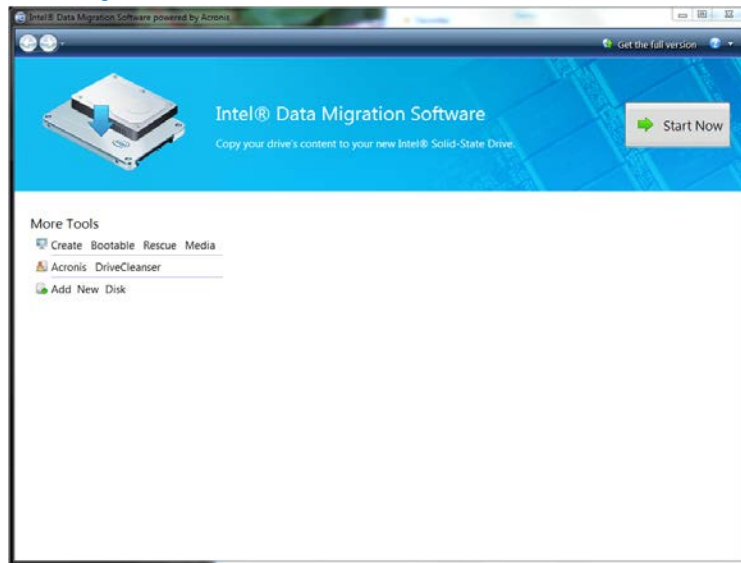 Intel® Data Migration Software powered by Acronis
Get the full version
Intel® Data Migration Software
Copy your drive's content to your new Intel® Solid-State Drive.
Start Now
More Tools
Create Bootable Rescue Media
Acronis DriveCleanser
Add New Disk